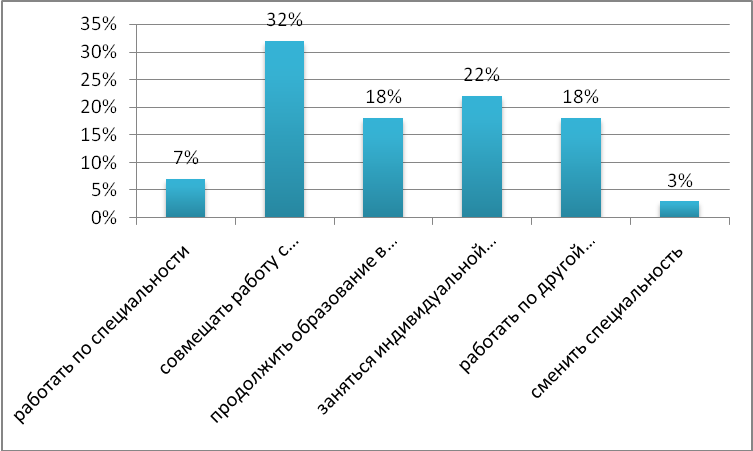 35%
30%
25%
20%
15%
10%
5%
0%
7%
32%
18%
22%
18%
3%
работать по специальности
совмещать работу с...
продолжить образование в...
заняться индивидуальной...
работать по другой...
сменить специальность